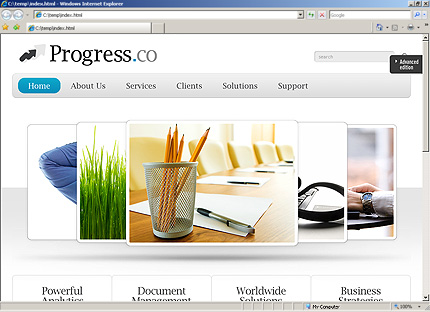 C:\temp\index.html - Windows Internet Explorer
C:\temp\index.html
Google
C:\temp\index.html
Progress.co
search
Advanced
edition
Home About Us Services Clients Solutions Support
Powerful Document Worldwide Business
Analytics Management Solutions Strategies
My Computer 100%